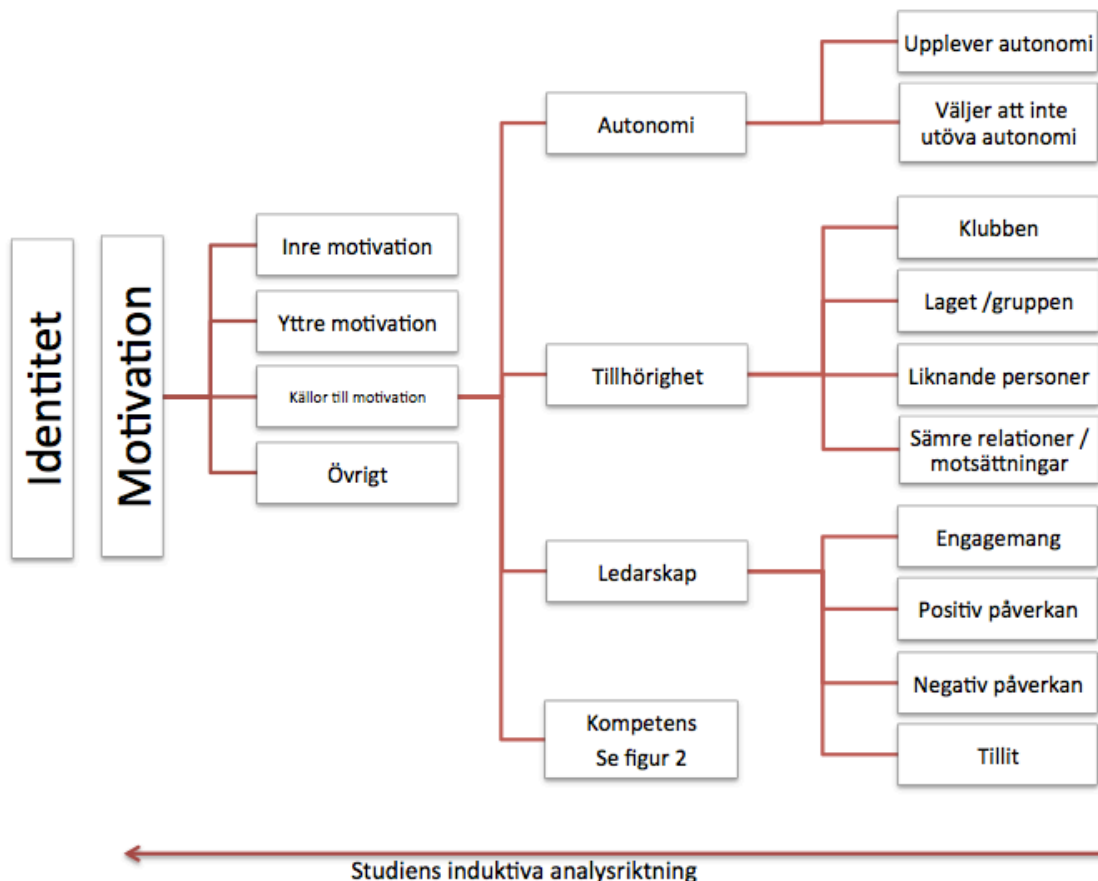 Identitet
Motivation
Inre motivation
Yttre motivation
Källor till motivation
Övrigt
Autonomi
Tillhörighet
Ledarskap
Kompetens
Se figur 2
Upplever autonomi
Väljer att inte
utöva autonomi
Klubben
Laget /gruppen
Liknande personer
Sämre relationer /
motsättningar
Engagemang
Positiv påverkan
Negativ påverkan
Tillit
Studiens induktiva analysriktning